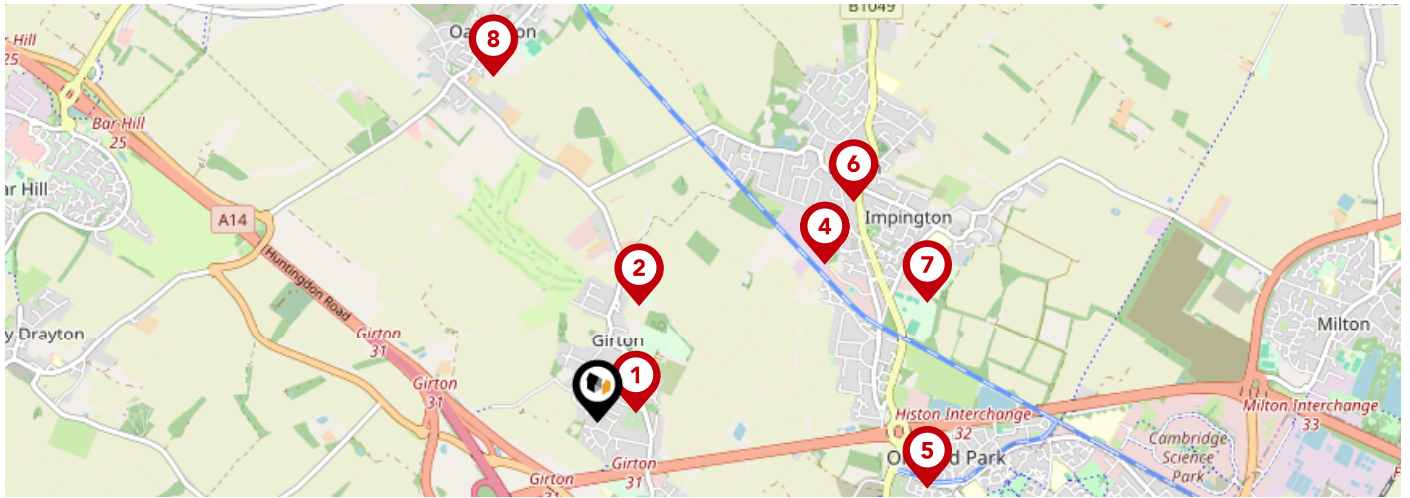 B1049
8
Hill
25
Bar Hill
25
6
ar Hill
A14
Impington
4
Huntingdon Road
2
7
y Drayton
Girton
31
Girton
Milton
1
Girton
31
Histon Interchange
32
Milton Interchange
33
Cambridge
Science
Park
5
Girton
31
Girton
31